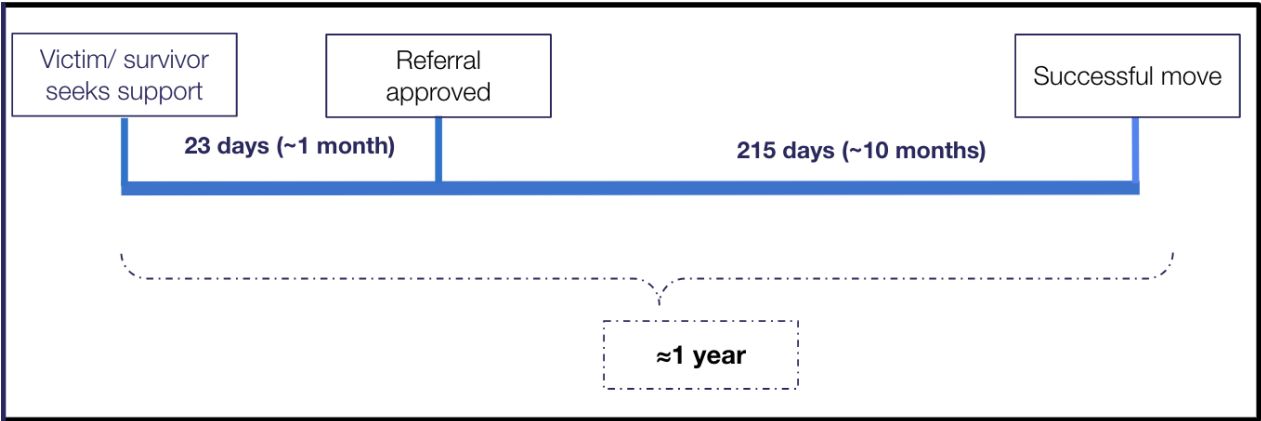 Victim/ survivor
seeks support
Referral
approved
Successful move
23 days (~1 month)
215 days (~10 months)
≈1 year